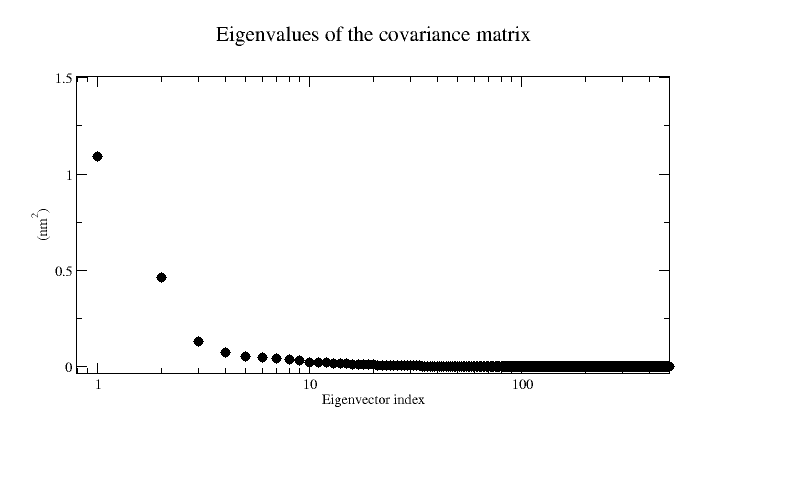 Eigenvalues of the covariance matrix
1.5
1
0.5
0
(nm²)
1 10 100
Eigenvector index